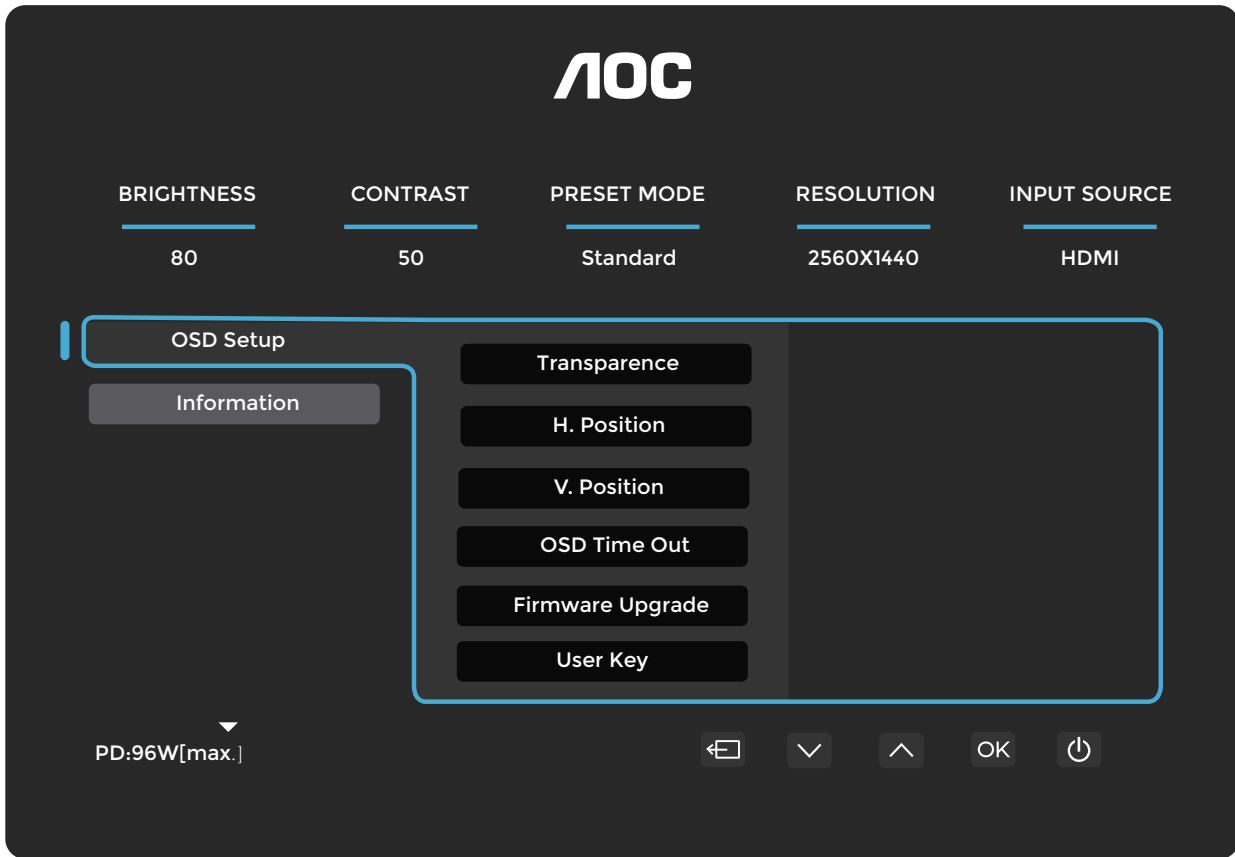 AOC
BRIGHTNESS CONTRAST PRESET MODE RESOLUTION INPUT SOURCE
80 50 Standard 2560X1440 HDMI
OSD Setup
Information
Transparence
H. Position
V. Position
OSD Time Out
Firmware Upgrade
User Key
PD:96W[max.]
OK